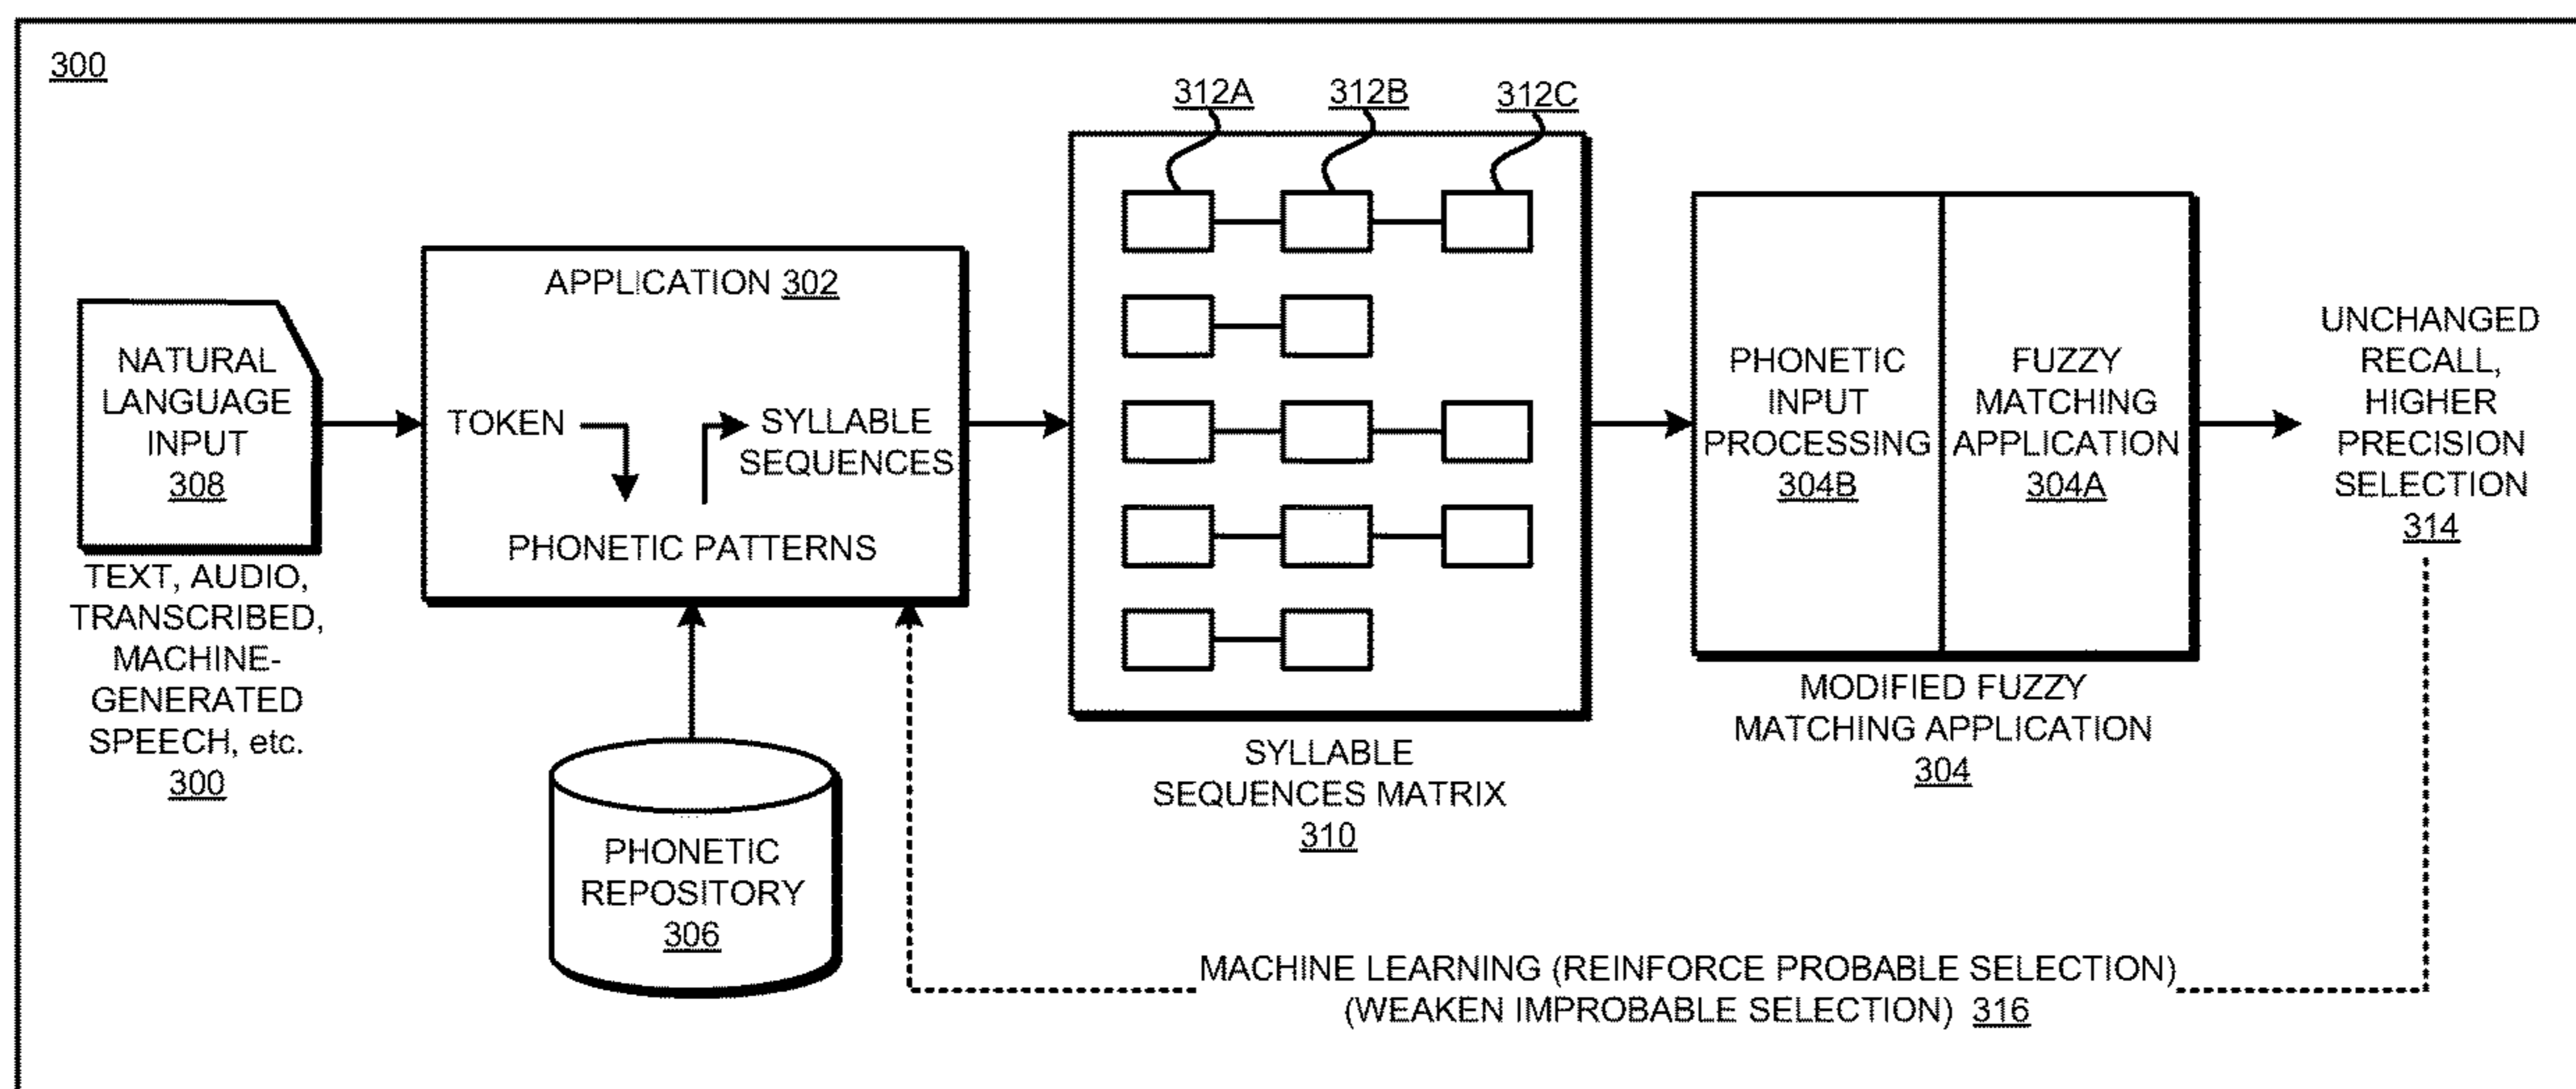 300
312A
312B
312C
APPLICATION 302
NATURAL
LANGUAGE
INPUT
308
TOKEN
SYLLABLE
SEQUENCES
PHONETIC PATTERNS
TEXT, AUDIO,
TRANSCRIBED,
MACHINE-
GENERATED
SPEECH, etc.
300
PHONETIC
REPOSITORY
306
SYLLABLE
SEQUENCES MATRIX
310
PHONETIC
INPUT
PROCESSING
304B
FUZZY
MATCHING
APPLICATION
304A
MODIFIED FUZZY
MATCHING APPLICATION
304
UNCHANGED
RECALL,
HIGHER
PRECISION
SELECTION
314
MACHINE LEARNING (REINFORCE PROBABLE SELECTION)
(WEAKEN IMPROBABLE SELECTION) 316